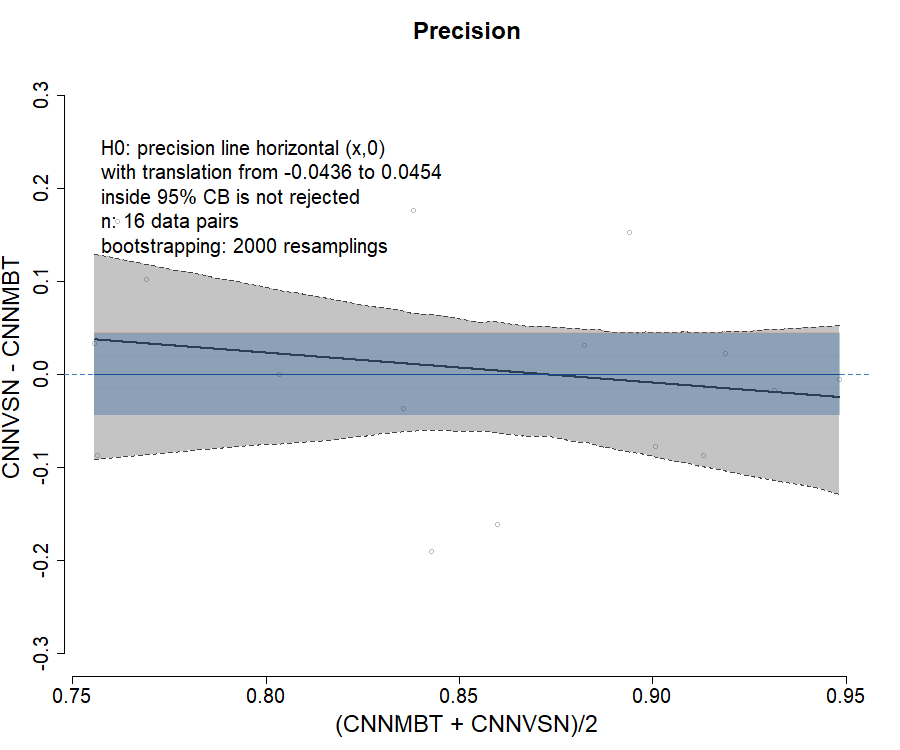 Precision
0.3
0.2
0.1
0.0
-0.1
-0.2
-0.3
CNNVSN - CNNMBT
H0: precision line horizontal (x,0)
with translation from -0.0436 to 0.0454
inside 95% CB is not rejected
n: 16 data pairs
bootstrapping: 2000 resamplings
0.75
0.80
0.85
0.90
0.95
(CNNMBT + CNNVSN)/2